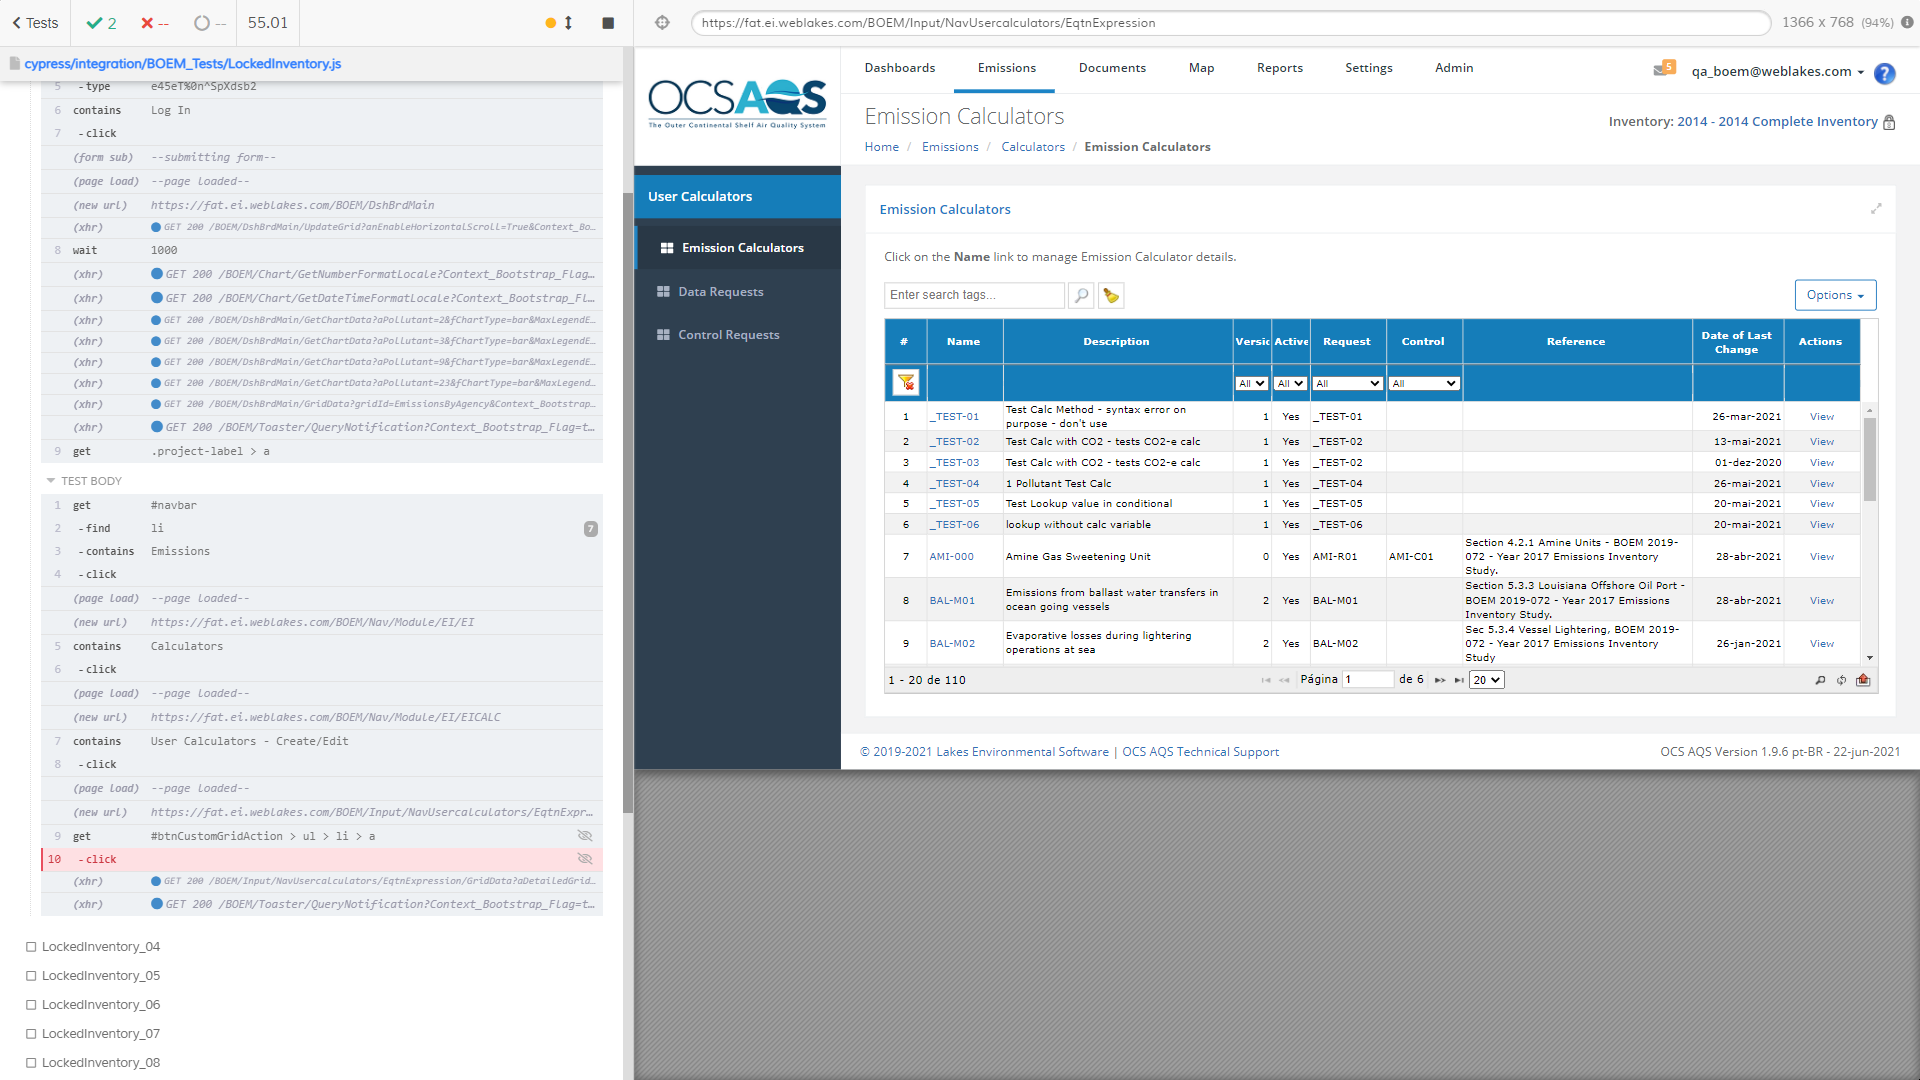 Tests 2 -- -- 55.01
cypress/integration/BOEM_Tests/LockedInventory.js
5 -type e45eT%0n^SpXdsb2
6 contains Log In
7 -click
(form sub) --submitting form--
(page load) --page loaded--
(new url) https://fat.ei.weblakes.com/BOEM/DshBrdMain
(xhr) GET 200 /BOEM/DshBrdMain/UpdateGrid?anEnableHorizontalScroll=True&Context_Bo...
8 wait 1000
(xhr) GET 200 /BOEM/Chart/GetNumberFormatLocale?Context_Bootstrap_Flag...
(xhr) GET 200 /BOEM/Chart/GetDateTimeFormatLocale?Context_Bootstrap_Fl...
(xhr) GET 200 /BOEM/DshBrdMain/GetChartData?aPollutant=2&fChartType=bar&MaxLegendE...
(xhr) GET 200 /BOEM/DshBrdMain/GetChartData?aPollutant=3&fChartType=bar&MaxLegendE...
(xhr) GET 200 /BOEM/DshBrdMain/GetChartData?aPollutant=9&fChartType=bar&MaxLegendE...
(xhr) GET 200 /BOEM/DshBrdMain/GetChartData?aPollutant=23&fChartType=bar&MaxLegend...
(xhr) GET 200 /BOEM/DshBrdMain/GridData?gridId=EmissionsByAgency&Context_Bootstrap...
(xhr) GET 200 /BOEM/Toaster/QueryNotification?Context_Bootstrap_Flag=t...
9 get .project-label > a
TEST BODY
1 get #navbar
2 -find li 7
3 -contains Emissions
4 -click
(page load) --page loaded--
(new url) https://fat.ei.weblakes.com/BOEM/Nav/Module/EI/EI
5 contains Calculators
6 -click
(page load) --page loaded--
(new url) https://fat.ei.weblakes.com/BOEM/Nav/Module/EI/EICALC
7 contains User Calculators - Create/Edit
8 -click
(page load) --page loaded--
(new url) https://fat.ei.weblakes.com/BOEM/Input/NavUsercalculators/EqtnExpr...
9 get #btnCustomGridAction > ul > li > a
10 -click
(xhr) GET 200 /BOEM/Input/NavUsercalculators/EqtnExpression/GridData?aDetailedGrid...
(xhr) GET 200 /BOEM/Toaster/QueryNotification?Context_Bootstrap_Flag=t...
LockedInventory_04
LockedInventory_05
LockedInventory_06
LockedInventory_07
LockedInventory_08
https://fat.ei.weblakes.com/BOEM/Input/NavUsercalculators/EqtnExpression 1366 x 768 (94%)
OCSAQS
The Outer Continental Shelf Air Quality System
Dashboards Emissions Documents Map Reports Settings Admin 5 qa_boem@weblakes.com ?
Emission Calculators
Inventory: 2014 - 2014 Complete Inventory
Home / Emissions / Calculators / Emission Calculators
User Calculators
Emission Calculators
Data Requests
Control Requests
Emission Calculators
Click on the Name link to manage Emission Calculator details.
Enter search tags... Options
# Name Description Versic Active Request Control Reference Date of Last Change Actions
All All All All
1 _TEST-01 Test Calc Method - syntax error on purpose - don't use 1 Yes _TEST-01 26-mar-2021 View
2 _TEST-02 Test Calc with CO2 - tests CO2-e calc 1 Yes _TEST-02 13-mai-2021 View
3 _TEST-03 Test Calc with CO2 - tests CO2-e calc 1 Yes _TEST-02 01-dez-2020 View
4 _TEST-04 1 Pollutant Test Calc 1 Yes _TEST-04 26-mai-2021 View
5 _TEST-05 Test Lookup value in conditional 1 Yes _TEST-05 20-mai-2021 View
6 _TEST-06 lookup without calc variable 1 Yes _TEST-06 20-mai-2021 View
7 AMI-000 Amine Gas Sweetening Unit 0 Yes AMI-R01 AMI-C01 Section 4.2.1 Amine Units - BOEM 2019-072 - Year 2017 Emissions Inventory Study. 28-abr-2021 View
8 BAL-M01 Emissions from ballast water transfers in ocean going vessels 2 Yes BAL-M01 Section 5.3.3 Louisiana Offshore Oil Port - BOEM 2019-072 - Year 2017 Emissions Inventory Study. 28-abr-2021 View
9 BAL-M02 Evaporative losses during lightering operations at sea 2 Yes BAL-M02 Sec 5.3.4 Vessel Lightering, BOEM 2019-072 - Year 2017 Emissions Inventory Study 26-jan-2021 View
1 - 20 de 110 Página 1 de 6 20
© 2019-2021 Lakes Environmental Software | OCS AQS Technical Support OCS AQS Version 1.9.6 pt-BR - 22-jun-2021